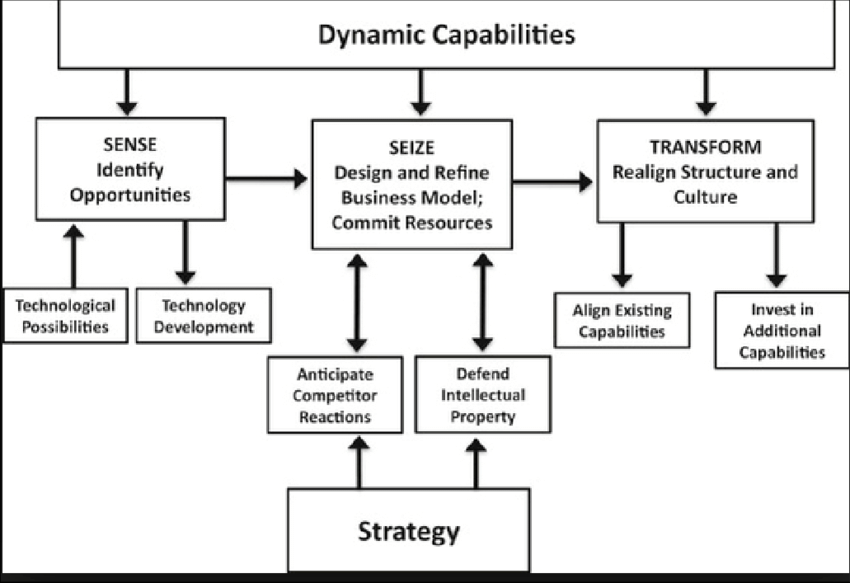 Dynamic Capabilities
SENSE
Identify
Opportunities
SEIZE
Design and Refine
Business Model;
Commit Resources
TRANSFORM
Realign Structure and
Culture
Technological
Possibilities
Technology
Development
Anticipate
Competitor
Reactions
Defend
Intellectual
Property
Align Existing
Capabilities
Invest in
Additional
Capabilities
Strategy